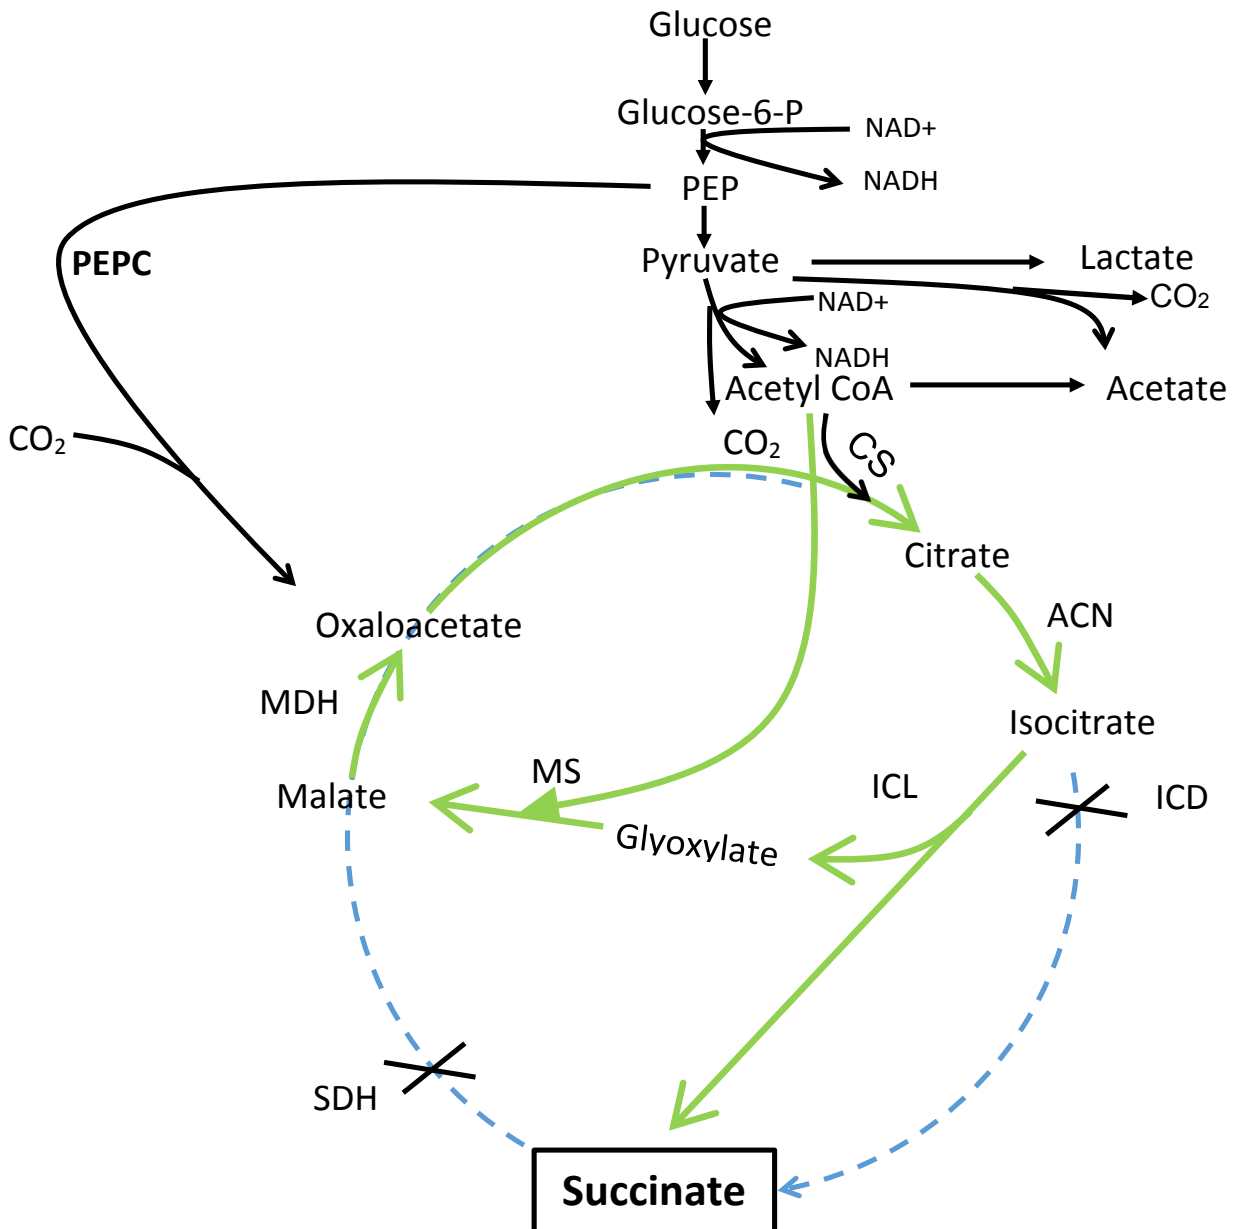 Glucose
Glucose-6-P
NAD+
NADH
PEP
PEPC
Pyruvate
Lactate
CO₂
NAD+
NADH
Acetyl CoA
Acetate
CO₂
CO₂
CS
Citrate
Oxaloacetate
ACN
MDH
Isocitrate
MS
Malate
ICL
ICD
Glyoxylate
SDH
Succinate